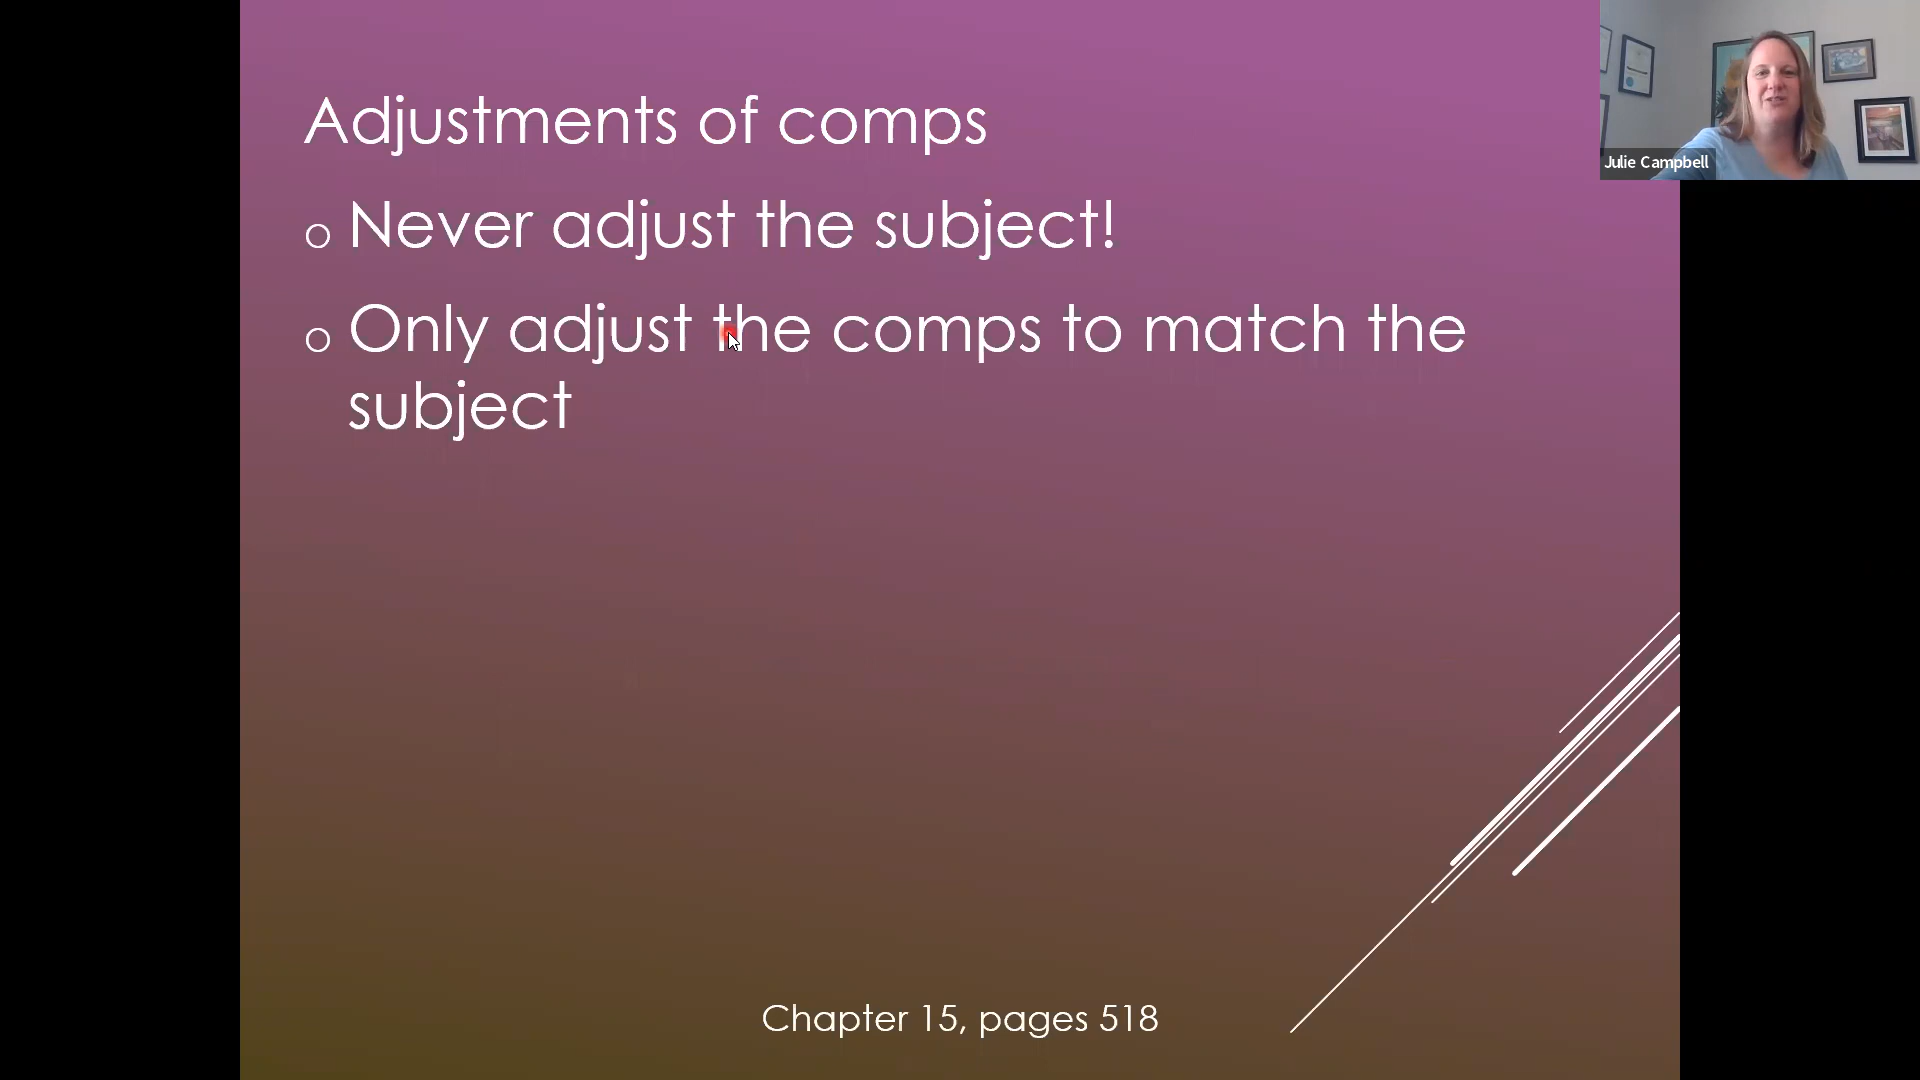 Adjustments of comps
o Never adjust the subject!
o Only adjust the comps to match the
subject
Chapter 15, pages 518
Julie Campbell